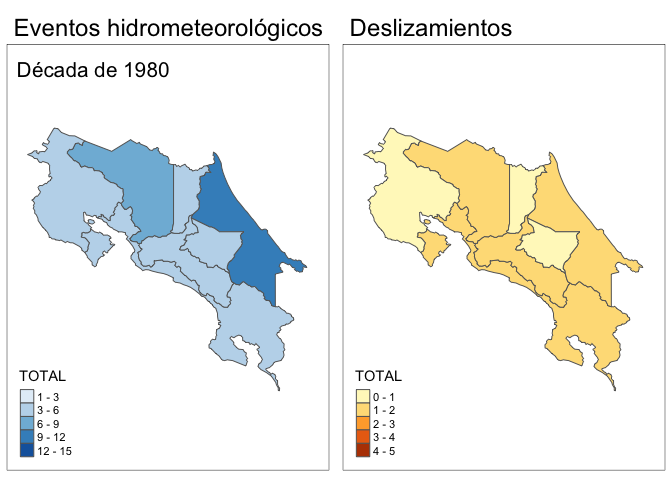 Eventos hidrometeorológicos
Década de 1980
TOTAL
1 - 3
3 - 6
6 - 9
9 - 12
12 - 15
Deslizamientos
TOTAL
0 - 1
1 - 2
2 - 3
3 - 4
4 - 5